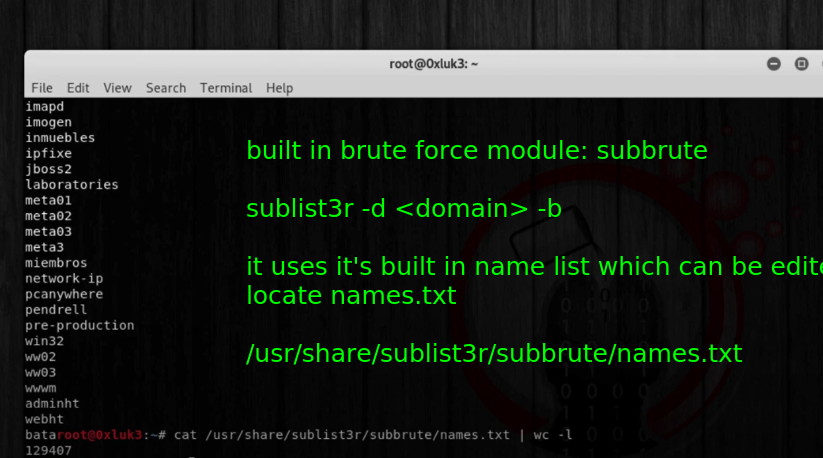 root@0xluk3: ~
File Edit View Search Terminal Help
imapd
imogen
inmuebles
ipfixe
jboss2
laboratories
meta01
meta02
meta03
meta3
miembros
network-ip
pcanywhere
pendrell
pre-production
win32
ww02
ww03
wwwm
adminht
webht
bataroot@0xluk3:~# cat /usr/share/sublist3r/subbrute/names.txt | wc -l
129407
built in brute force module: subbrute
sublist3r -d <domain> -b
it uses it's built in name list which can be edite
locate names.txt
/usr/share/sublist3r/subbrute/names.txt